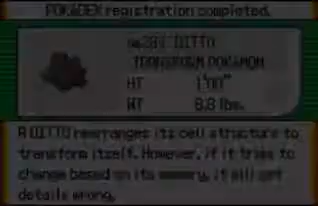 POKéDEX registration completed.
No132 DITTO
TRANSFORM POKéMON
HT 1'00"
WT 8.8 lbs.
A DITTO rearranges its cell structure to
transform itself. However, if it tries to
change based on its memory, it will get
details wrong.